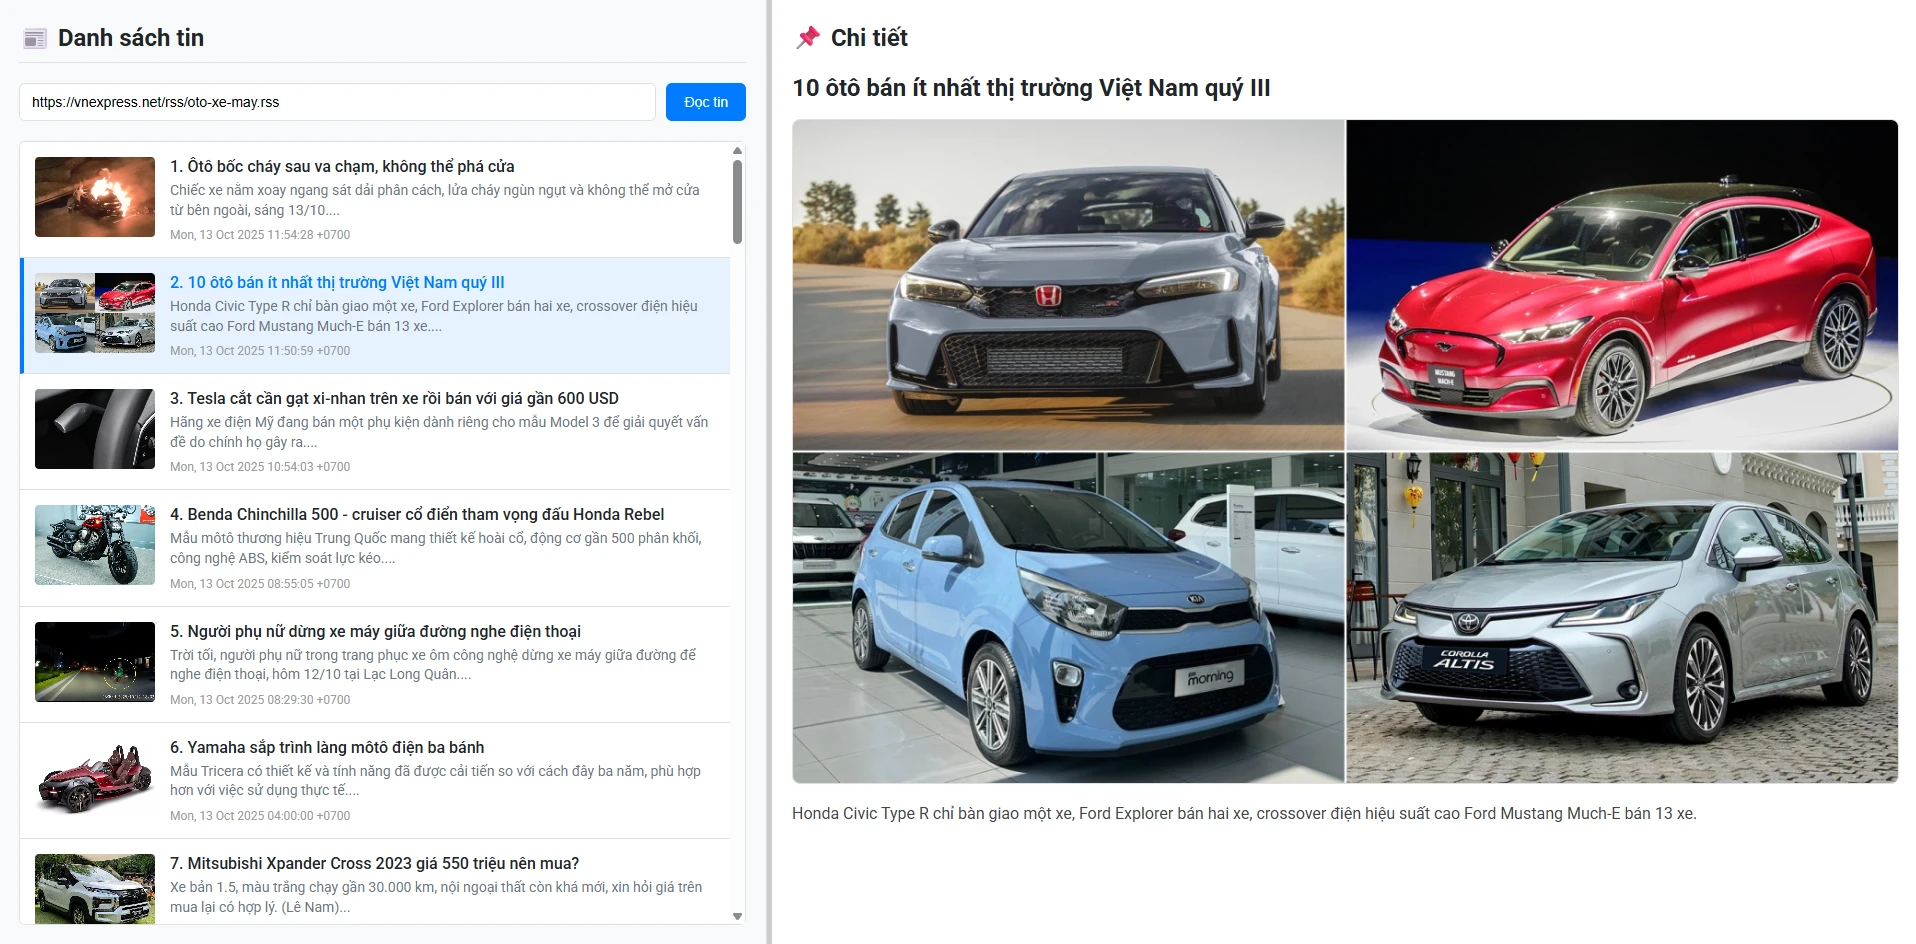 Danh sách tin
https://vnexpress.net/rss/oto-xe-may.rss
Đọc tin
1. Ôtô bốc cháy sau va chạm, không thể phá cửa
Chiếc xe nằm xoay ngang sát dải phân cách, lửa cháy ngùn ngụt và không thể mở cửa
từ bên ngoài, sáng 13/10....
Mon, 13 Oct 2025 11:54:28 +0700
2. 10 ôtô bán ít nhất thị trường Việt Nam quý III
Honda Civic Type R chỉ bàn giao một xe, Ford Explorer bán hai xe, crossover điện hiệu
suất cao Ford Mustang Much-E bán 13 xe....
Mon, 13 Oct 2025 11:50:59 +0700
3. Tesla cắt cần gạt xi-nhan trên xe rồi bán với giá gần 600 USD
Hãng xe điện Mỹ đang bán một phụ kiện dành riêng cho mẫu Model 3 để giải quyết vấn
đề do chính họ gây ra....
Mon, 13 Oct 2025 10:54:03 +0700
4. Benda Chinchilla 500 - cruiser cổ điển tham vọng đấu Honda Rebel
Mẫu môtô thương hiệu Trung Quốc mang thiết kế hoài cổ, động cơ gần 500 phân khối,
công nghệ ABS, kiểm soát lực kéo....
Mon, 13 Oct 2025 08:55:05 +0700
5. Người phụ nữ dừng xe máy giữa đường nghe điện thoại
Trời tối, người phụ nữ trong trang phục xe ôm công nghệ dừng xe máy giữa đường để
nghe điện thoại, hôm 12/10 tại Lạc Long Quân....
Mon, 13 Oct 2025 08:29:30 +0700
6. Yamaha sắp trình làng môtô điện ba bánh
Mẫu Tricera có thiết kế và tính năng đã được cải tiến so với cách đây ba năm, phù hợp
hơn với việc sử dụng thực tế....
Mon, 13 Oct 2025 04:00:00 +0700
7. Mitsubishi Xpander Cross 2023 giá 550 triệu nên mua?
Xe bản 1.5, màu trắng chạy gần 30.000 km, nội ngoại thất còn khá mới, xin hỏi giá trên
mua lại có hợp lý. (Lê Nam)...
Chi tiết
10 ôtô bán ít nhất thị trường Việt Nam quý III
MUSTANG
MACH-E
KIA
morning
COROLLA
ALTIS
Honda Civic Type R chỉ bàn giao một xe, Ford Explorer bán hai xe, crossover điện hiệu suất cao Ford Mustang Much-E bán 13 xe.